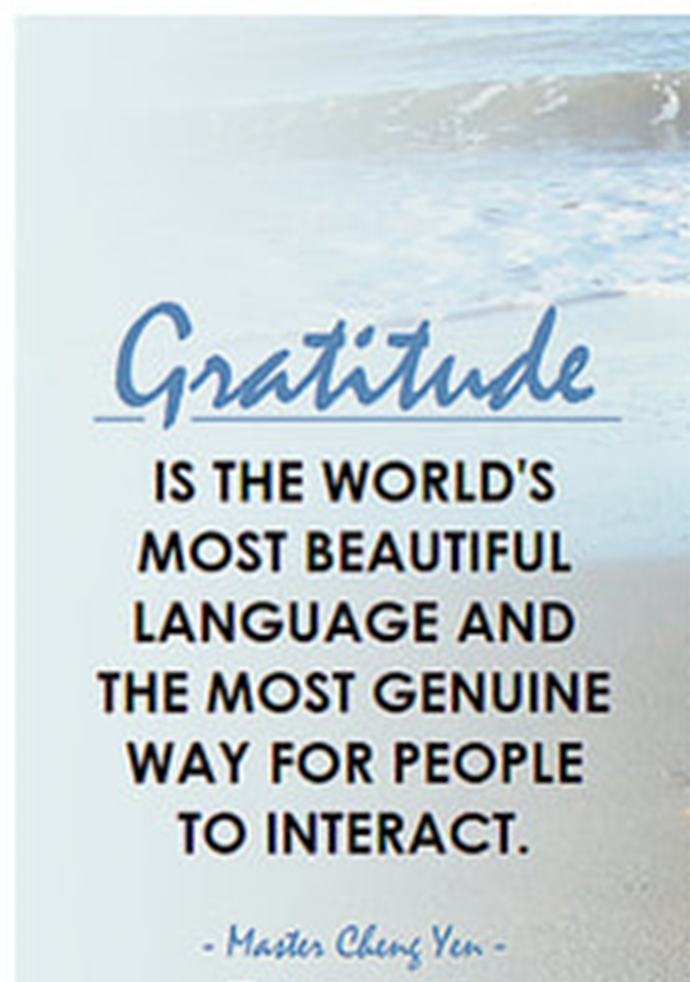 Gratitude
IS THE WORLD'S
MOST BEAUTIFUL
LANGUAGE AND
THE MOST GENUINE
WAY FOR PEOPLE
TO INTERACT.
- Master Cheng Yen -